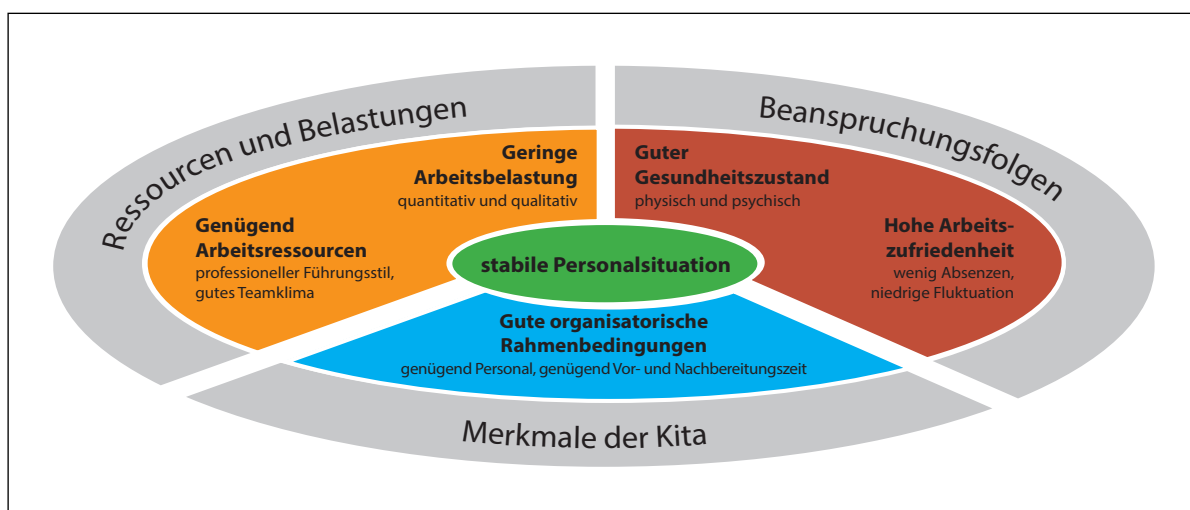 Ressourcen und Belastungen
Beanspruchungsfolgen
Geringe
Arbeitsbelastung
quantitativ und qualitativ
Genügend
Arbeitsressourcen
professioneller Führungsstil,
gutes Teamklima
Guter
Gesundheitszustand
physisch und psychisch
Hohe Arbeits-
zufriedenheit
wenig Absenzen,
niedrige Fluktuation
stabile Personalsituation
Gute organisatorische
Rahmenbedingungen
genügend Personal, genügend Vor- und Nachbereitungszeit
Merkmale der Kita